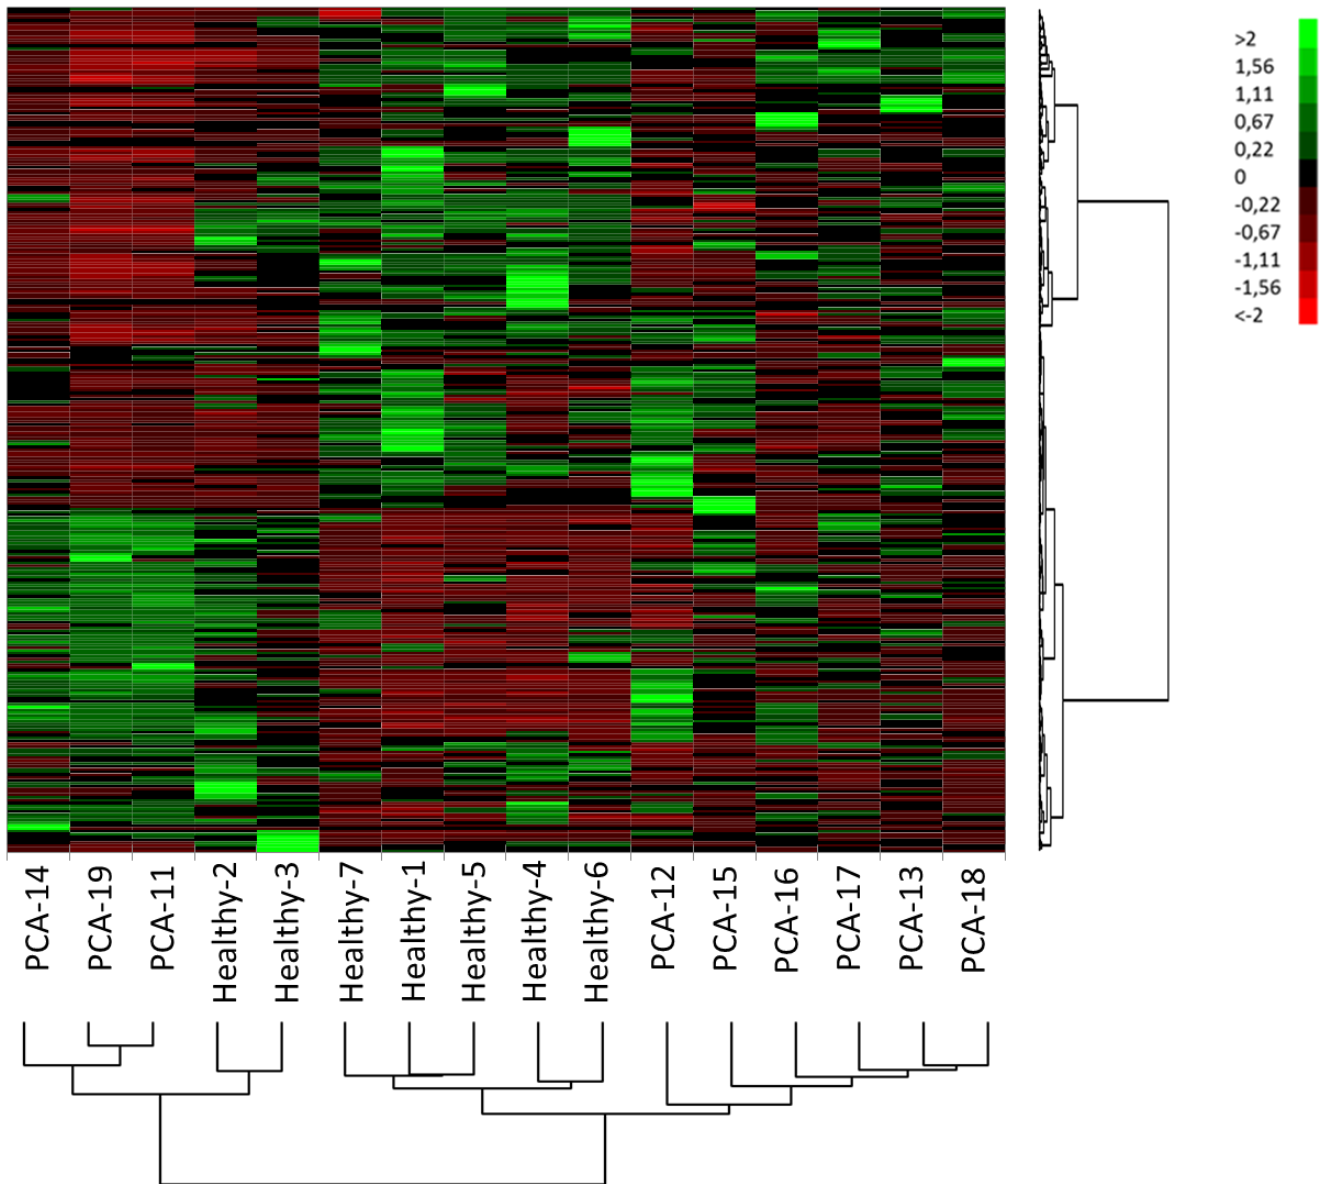 >2
1,56
1,11
0,67
0,22
0
-0,22
-0,67
-1,11
-1,56
<-2
PCA-14
PCA-19
PCA-11
Healthy-2
Healthy-3
Healthy-7
Healthy-1
Healthy-5
Healthy-4
Healthy-6
PCA-12
PCA-15
PCA-16
PCA-17
PCA-13
PCA-18